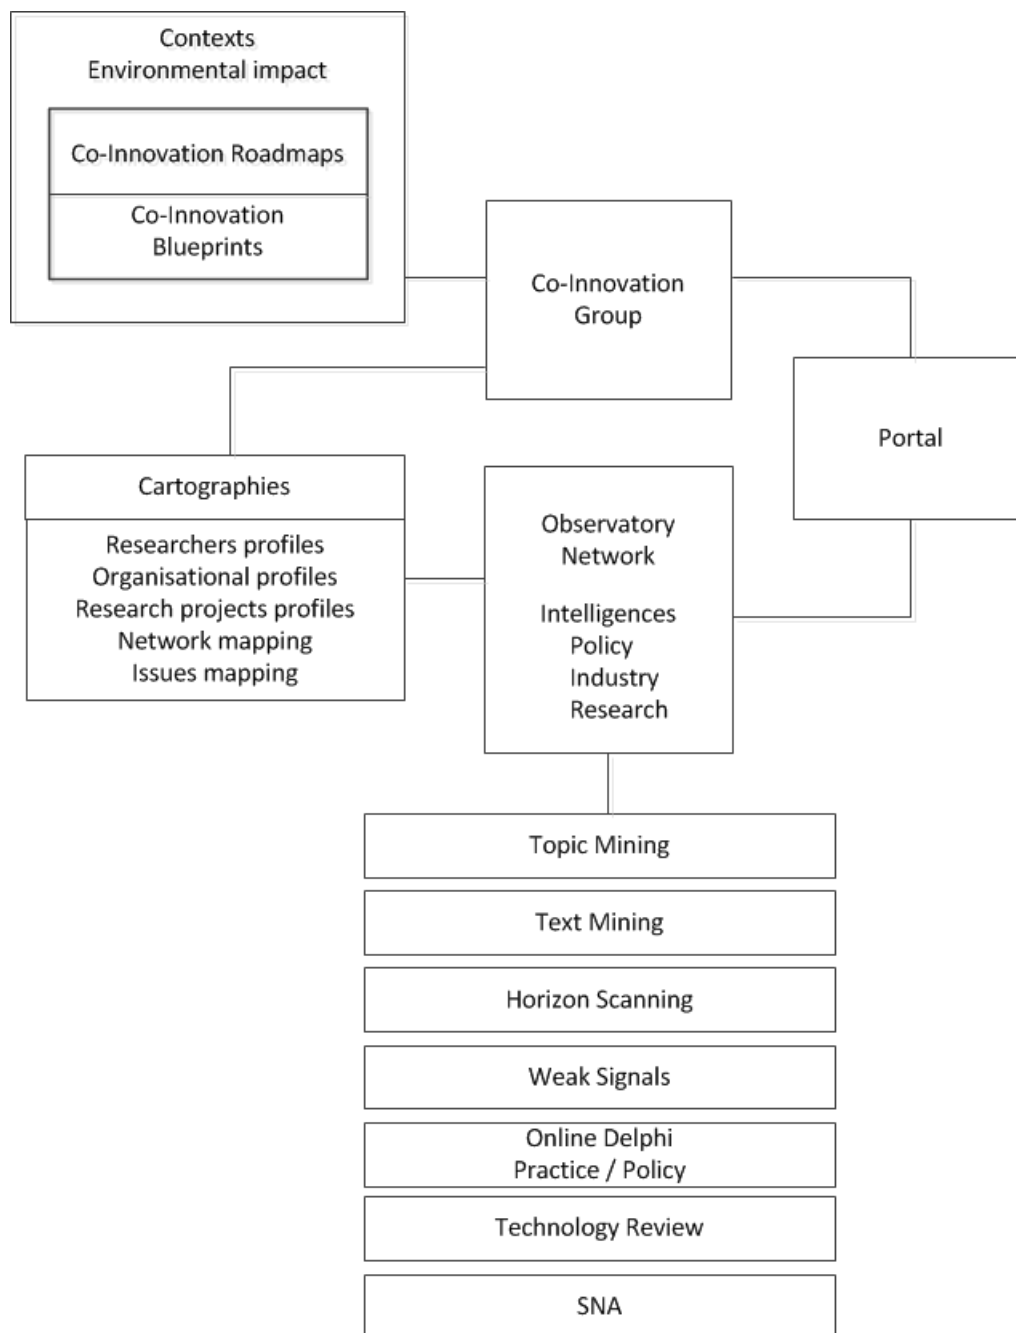 Contexts
Environmental impact
Co-Innovation Roadmaps
Co-Innovation
Blueprints
Co-Innovation
Group
Portal
Cartographies
Researchers profiles
Organisational profiles
Research projects profiles
Network mapping
Issues mapping
Observatory
Network
Intelligences
Policy
Industry
Research
Topic Mining
Text Mining
Horizon Scanning
Weak Signals
Online Delphi
Practice / Policy
Technology Review
SNA